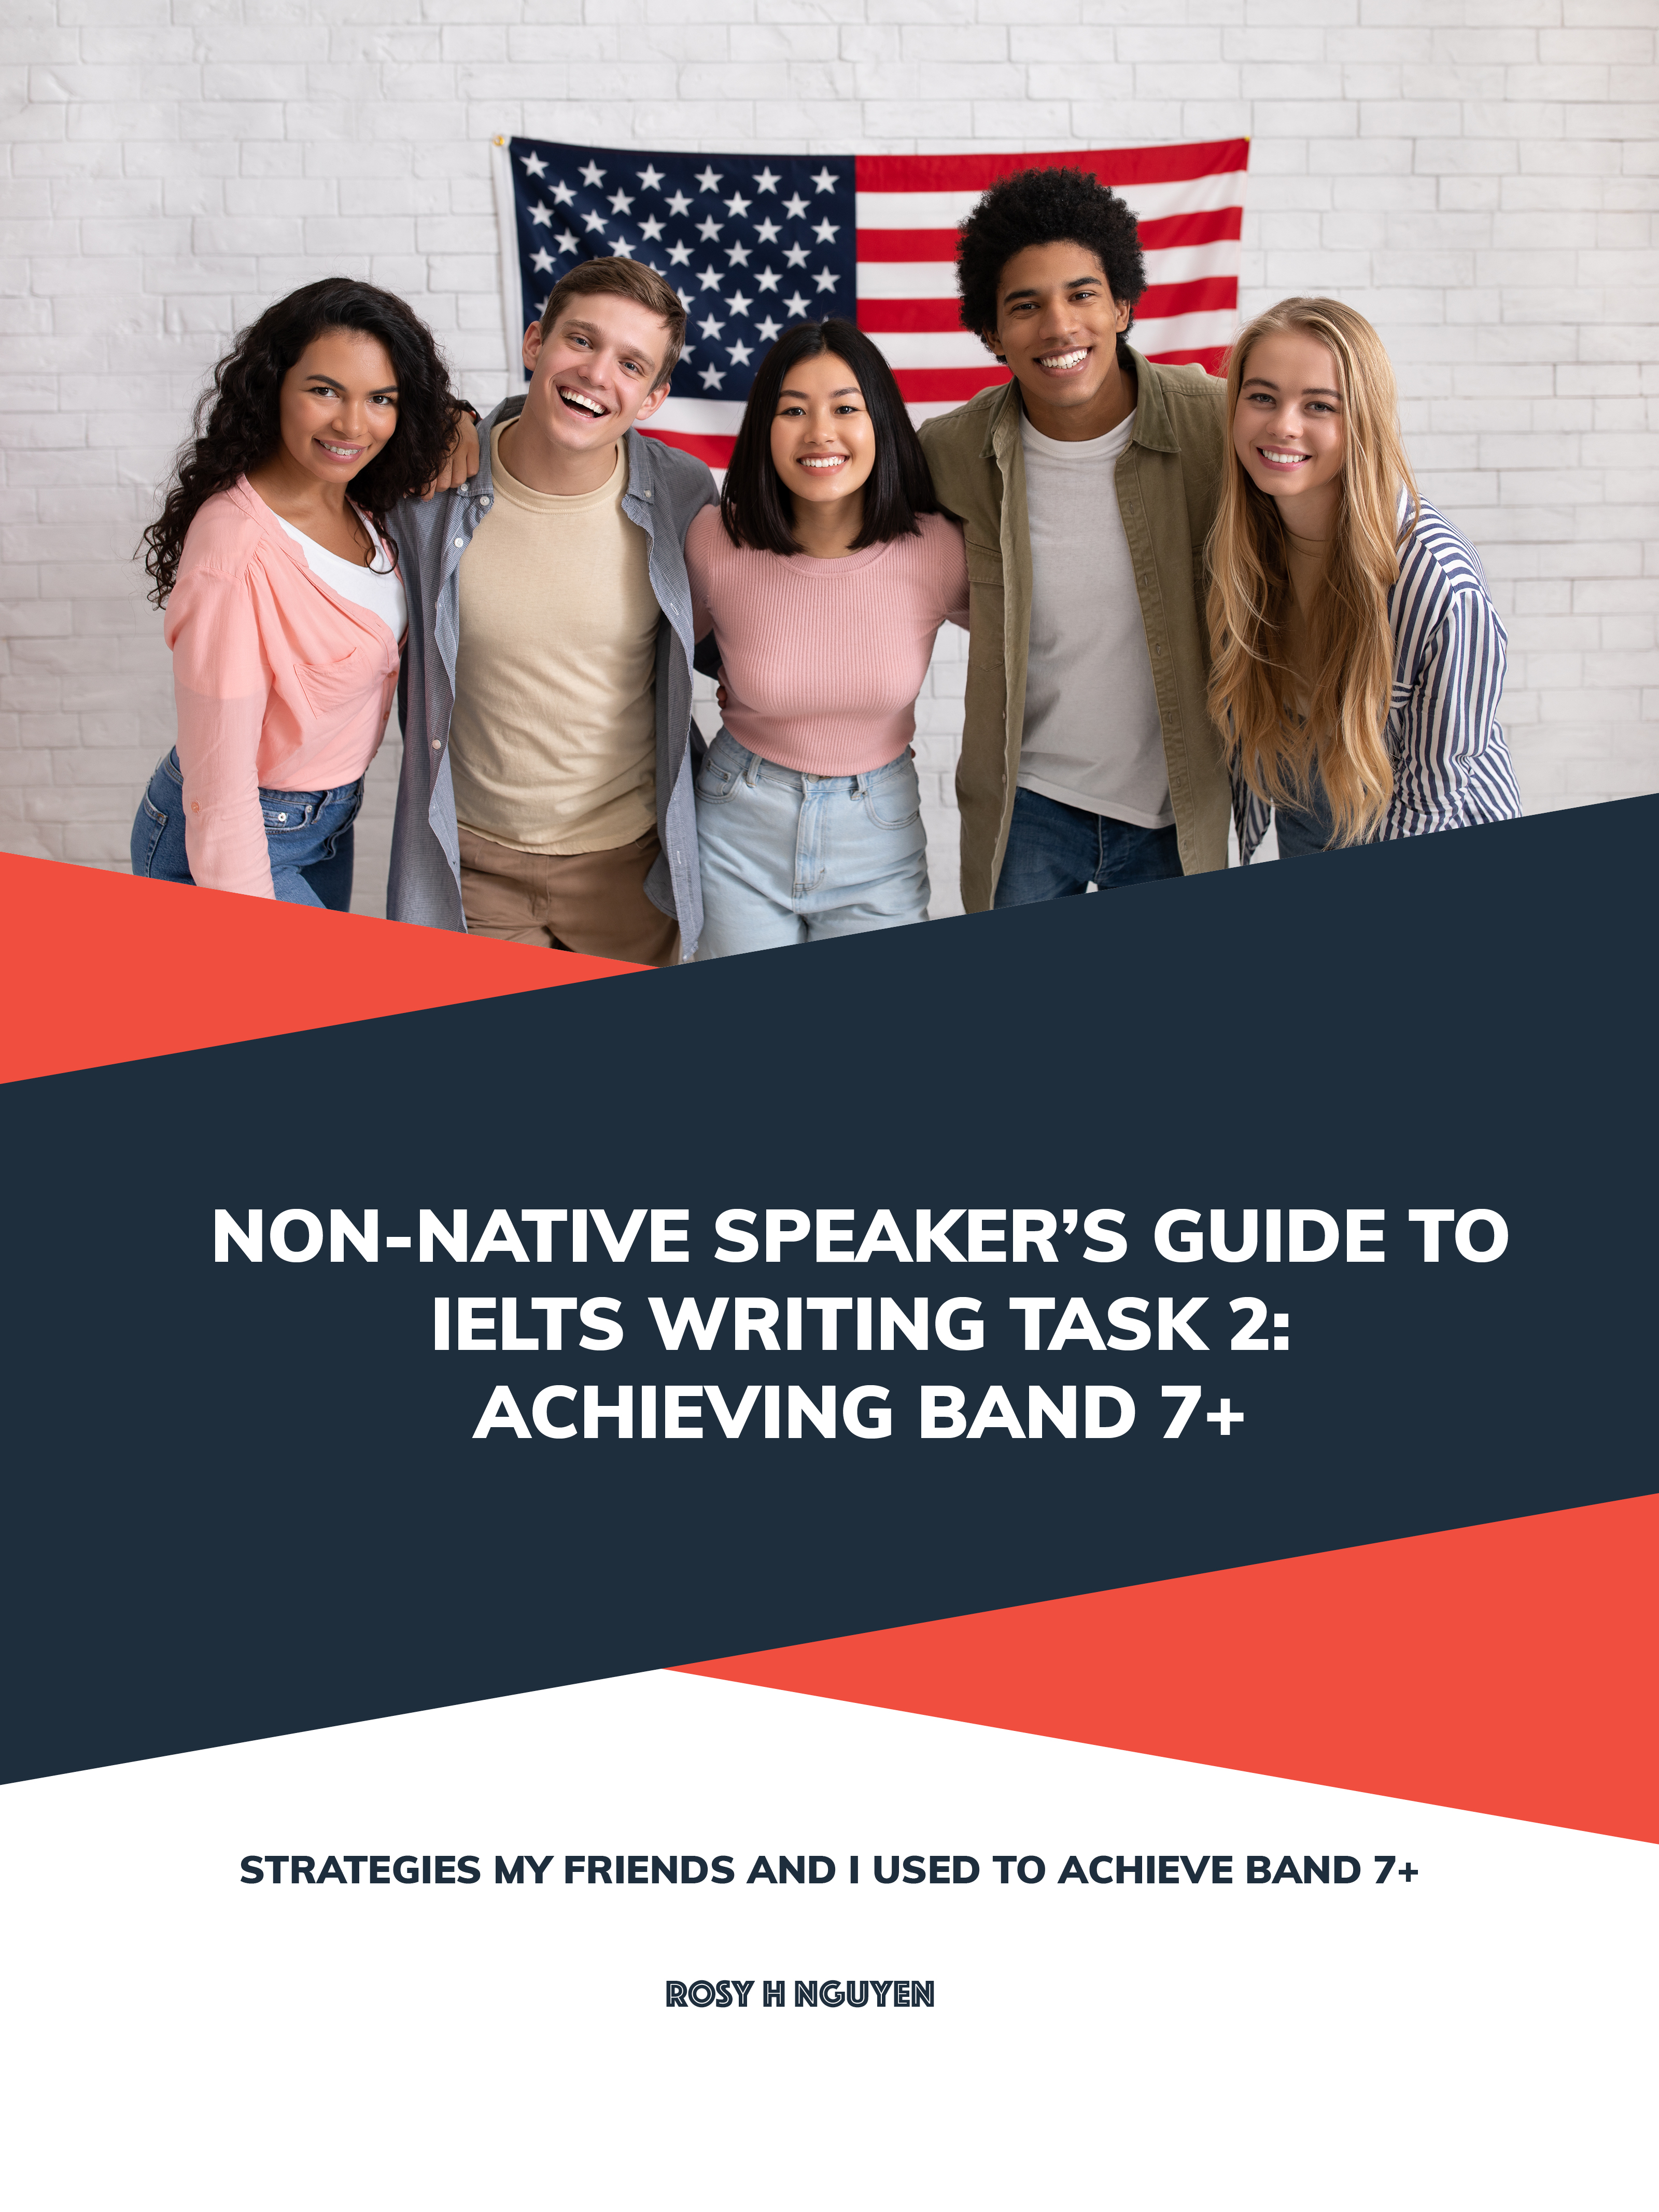 NON-NATIVE SPEAKER’S GUIDE TO
IELTS WRITING TASK 2:
ACHIEVING BAND 7+
STRATEGIES MY FRIENDS AND I USED TO ACHIEVE BAND 7+
ROSY H NGUYEN